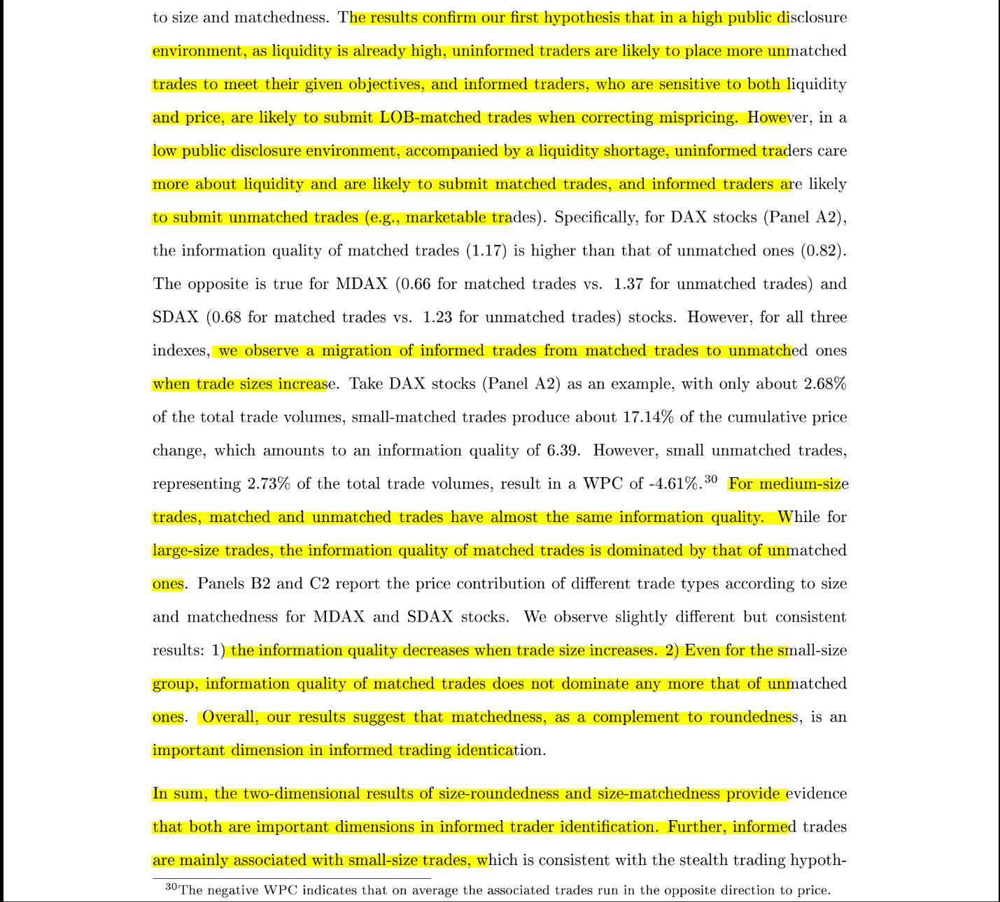 to size and matchedness. The results confirm our first hypothesis that in a high public disclosure
environment, as liquidity is already high, uninformed traders are likely to place more unmatched
trades to meet their given objectives, and informed traders, who are sensitive to both liquidity
and price, are likely to submit LOB-matched trades when correcting mispricing. However, in a
low public disclosure environment, accompanied by a liquidity shortage, uninformed traders care
more about liquidity and are likely to submit matched trades, and informed traders are likely
to submit unmatched trades (e.g., marketable trades). Specifically, for DAX stocks (Panel A2),
the information quality of matched trades (1.17) is higher than that of unmatched ones (0.82).
The opposite is true for MDAX (0.66 for matched trades vs. 1.37 for unmatched trades) and
SDAX (0.68 for matched trades vs. 1.23 for unmatched trades) stocks. However, for all three
indexes, we observe a migration of informed trades from matched trades to unmatched ones
when trade sizes increase. Take DAX stocks (Panel A2) as an example, with only about 2.68%
of the total trade volumes, small-matched trades produce about 17.14% of the cumulative price
change, which amounts to an information quality of 6.39. However, small unmatched trades,
representing 2.73% of the total trade volumes, result in a WPC of -4.61%.30 For medium-size
trades, matched and unmatched trades have almost the same information quality. While for
large-size trades, the information quality of matched trades is dominated by that of unmatched
ones. Panels B2 and C2 report the price contribution of different trade types according to size
and matchedness for MDAX and SDAX stocks. We observe slightly different but consistent
results: 1) the information quality decreases when trade size increases. 2) Even for the small-size
group, information quality of matched trades does not dominate any more that of unmatched
ones. Overall, our results suggest that matchedness, as a complement to roundedness, is an
important dimension in informed trading identication.
In sum, the two-dimensional results of size-roundedness and size-matchedness provide evidence
that both are important dimensions in informed trader identification. Further, informed trades
are mainly associated with small-size trades, which is consistent with the stealth trading hypoth-
30The negative WPC indicates that on average the associated trades run in the opposite direction to price.